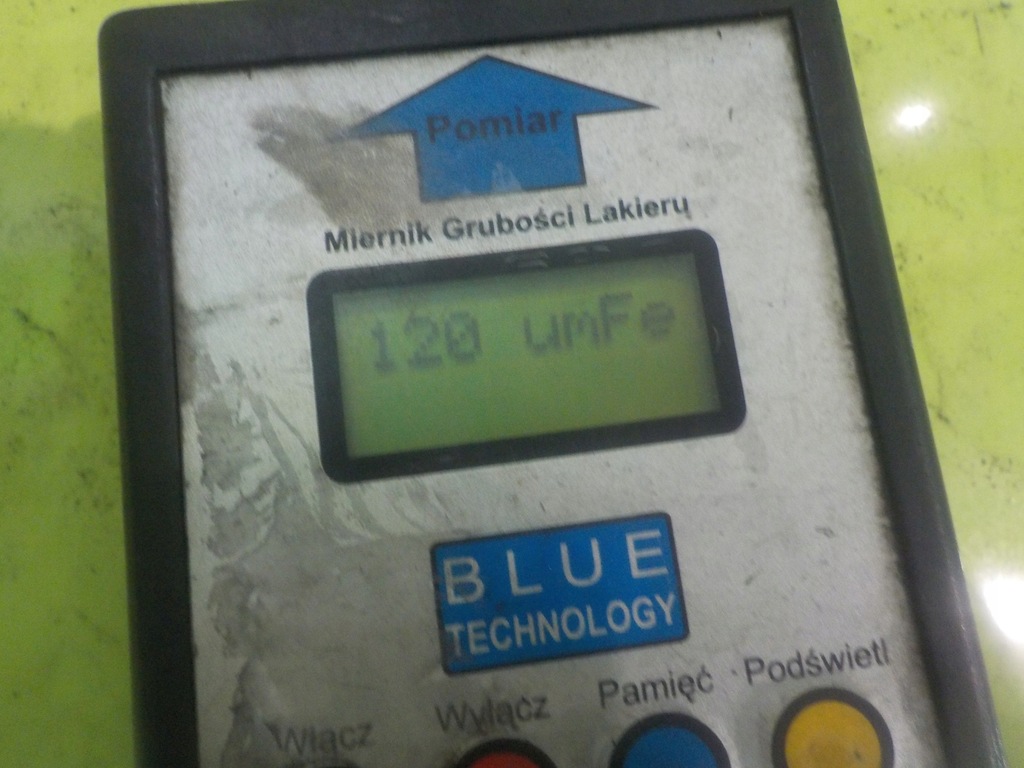 Pomiar
Miernik Grubości Lakieru
120 umFe
BLUE
TECHNOLOGY
Włącz Wyłącz Pamięć Podświetl